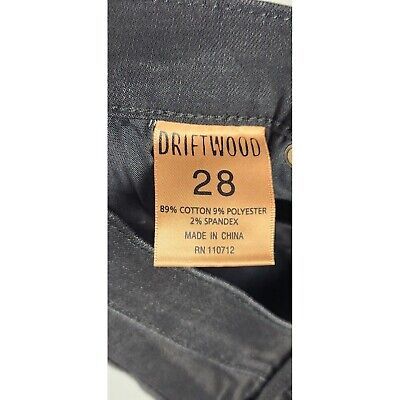 DRIFTWOOD
28
89% COTTON 9% POLYESTER
2% SPANDEX
MADE IN CHINA
RN 110712